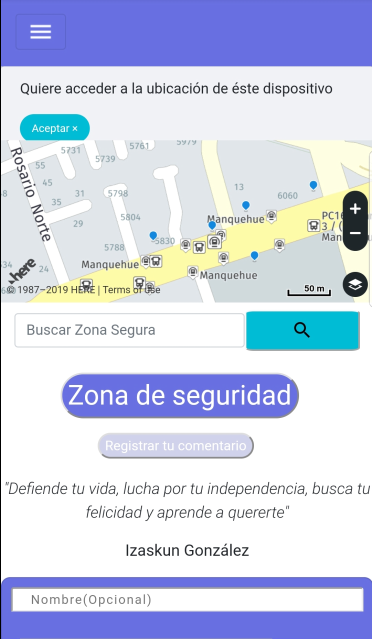 Quiere acceder a la ubicación de éste dispositivo
Aceptar ×
5731
5761
5979
5739
55
45
35
31
5798
29
5804
13
6060
Rosario Norte
Manquehue
5830
5788
PC16
3 / (
Man
Manquehue
Manquehue
34
24
here
© 1987–2019 HERE | Terms of Use
50 m
+
−
Buscar Zona Segura
Zona de seguridad
Registrar tu comentario
"Defiende tu vida, lucha por tu independencia, busca tu
felicidad y aprende a quererte"
Izaskun González
Nombre(Opcional)